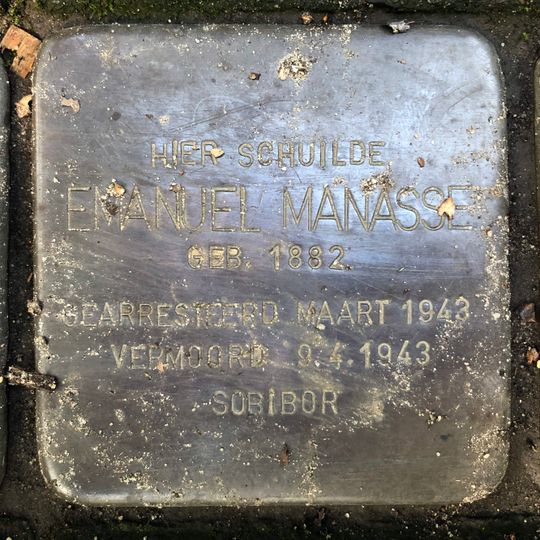 HIER SCHUILDE
EMANUEL MANASSE
GEB. 1882
GEARRESTEERD MAART 1943
VERMOORD 9.4.1943
SOBIBOR